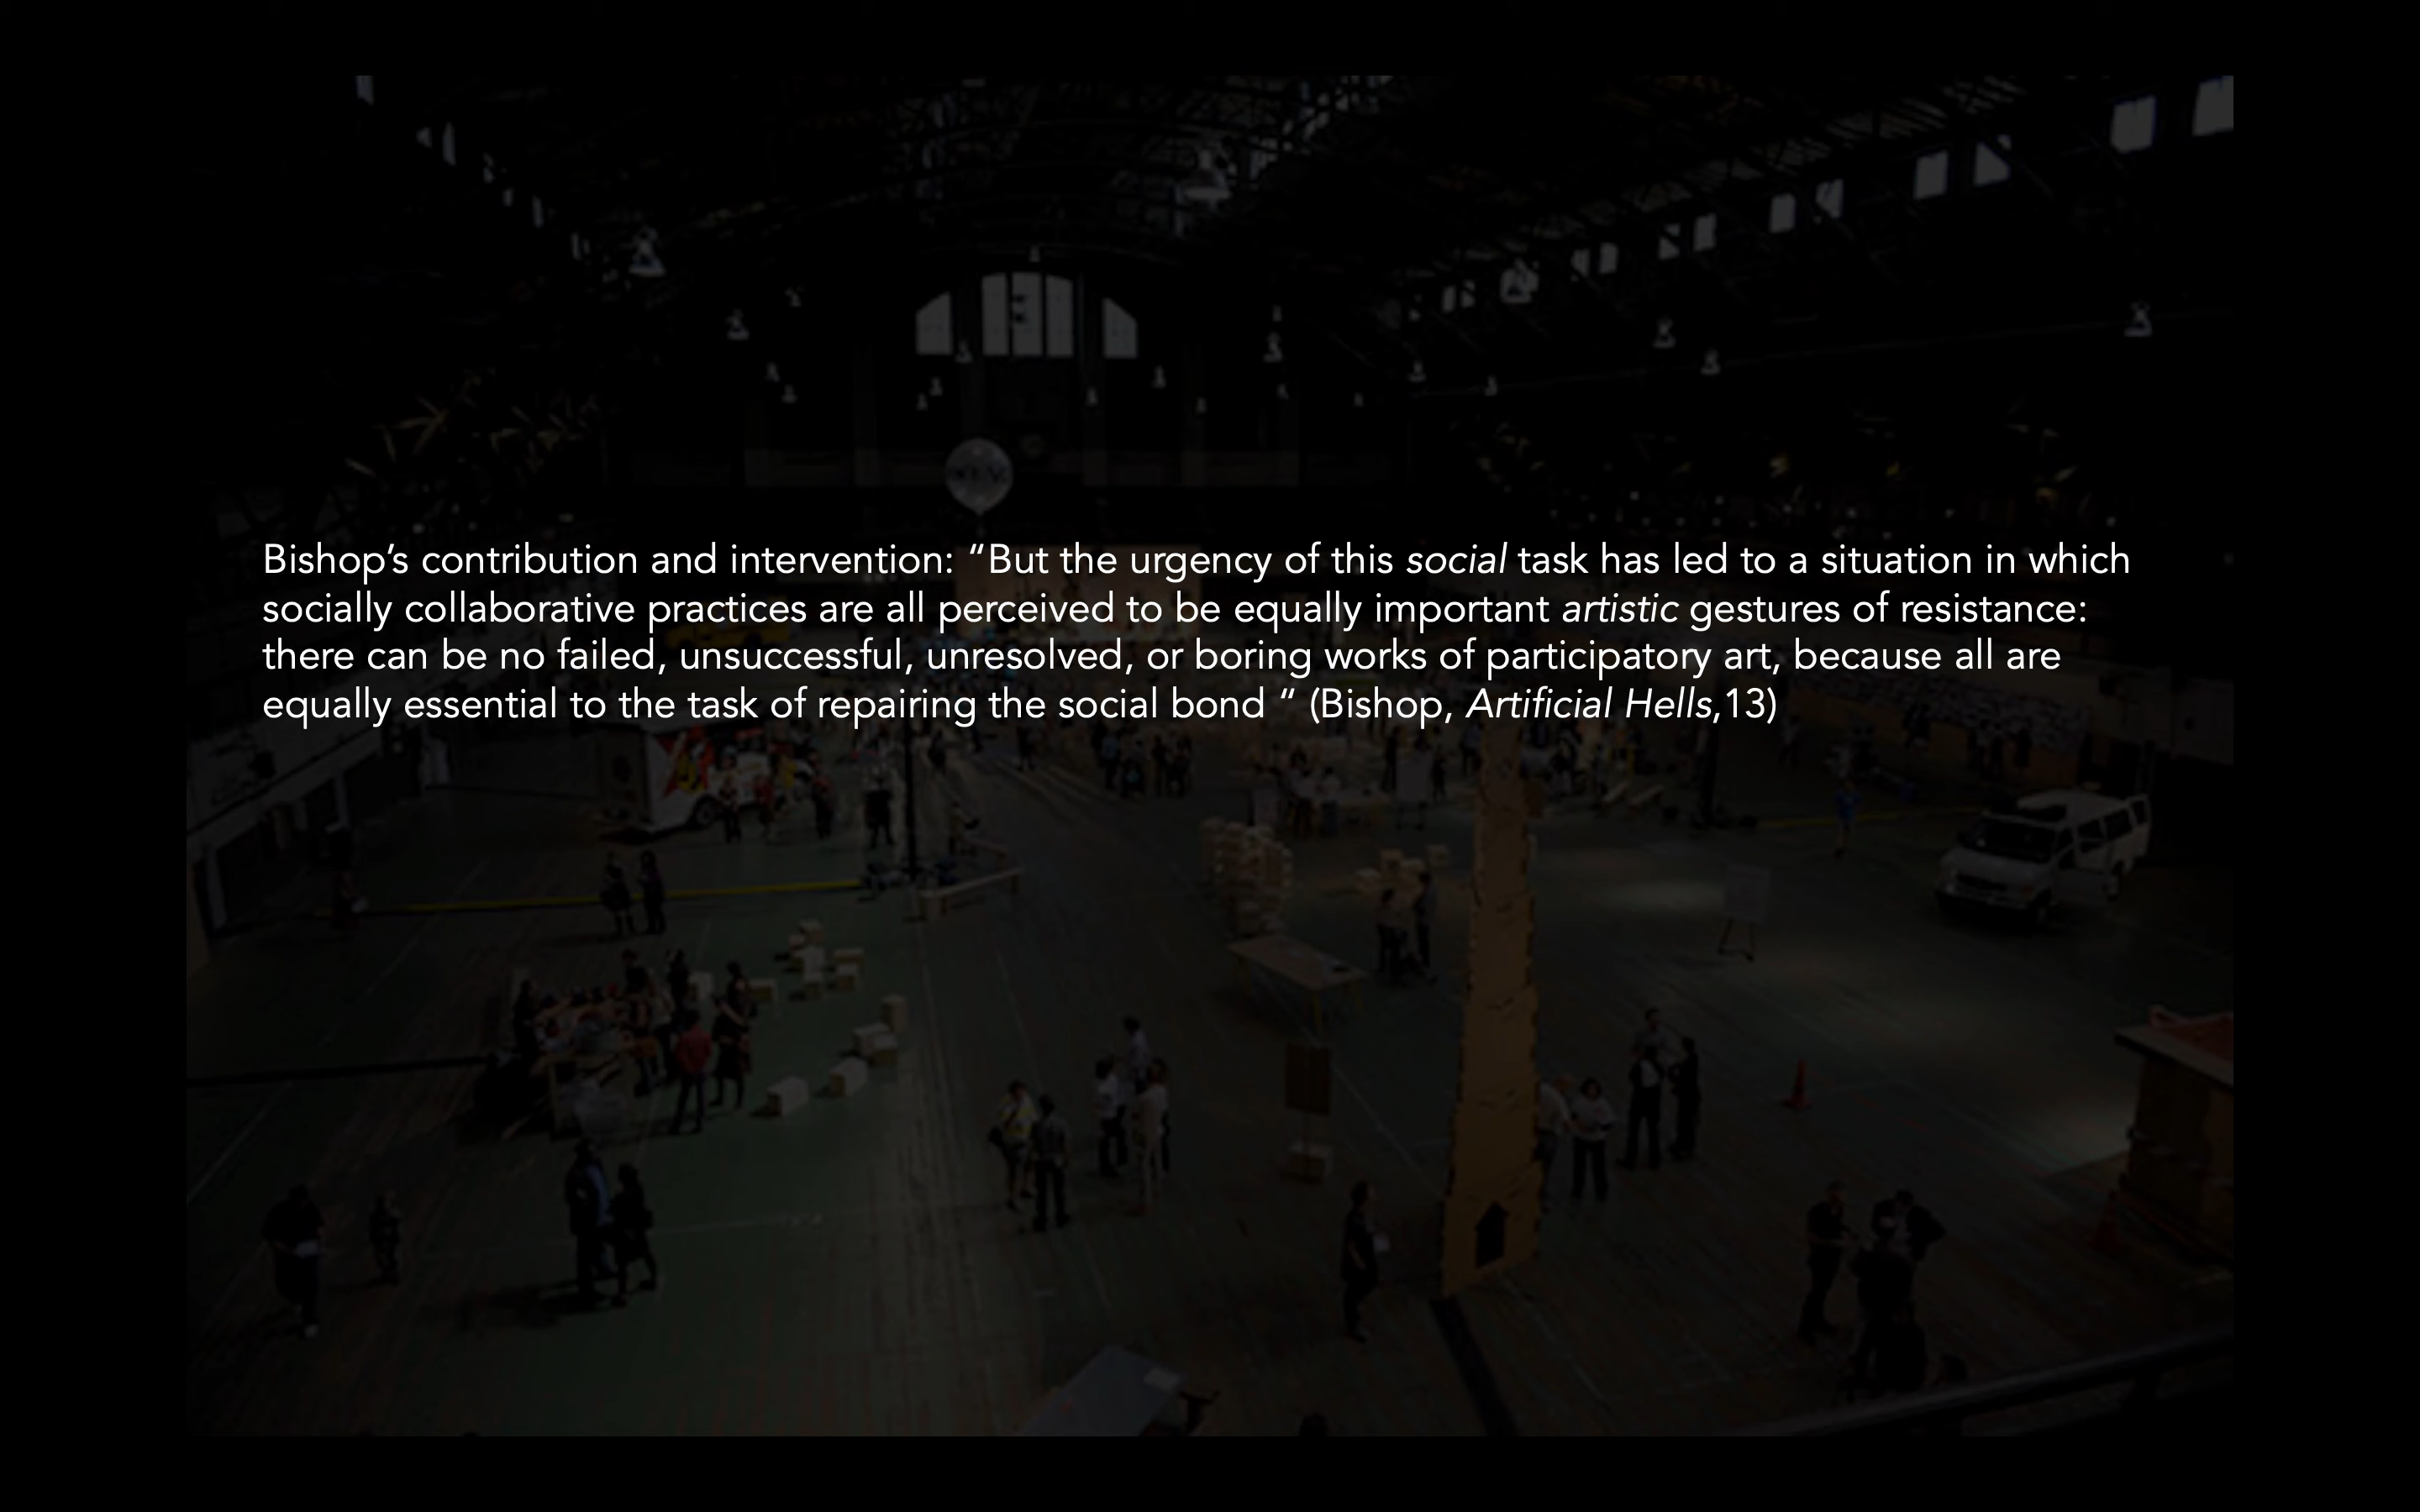 Bishop’s contribution and intervention: “But the urgency of this social task has led to a situation in which
socially collaborative practices are all perceived to be equally important artistic gestures of resistance:
there can be no failed, unsuccessful, unresolved, or boring works of participatory art, because all are
equally essential to the task of repairing the social bond “ (Bishop, Artificial Hells,13)